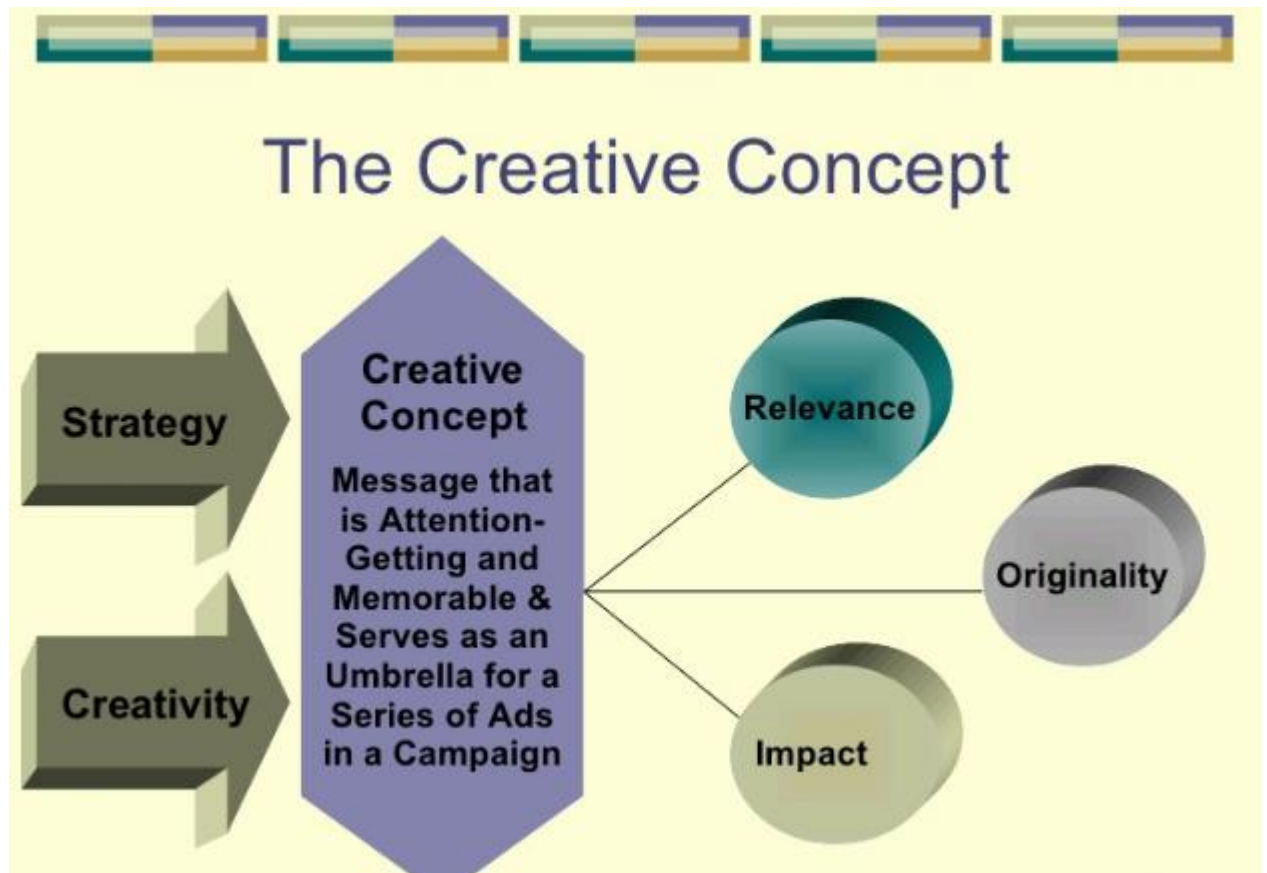 The Creative Concept
Strategy
Creativity
Creative
Concept
Message that
is Attention-
Getting and
Memorable &
Serves as an
Umbrella for a
Series of Ads
in a Campaign
Relevance
Originality
Impact